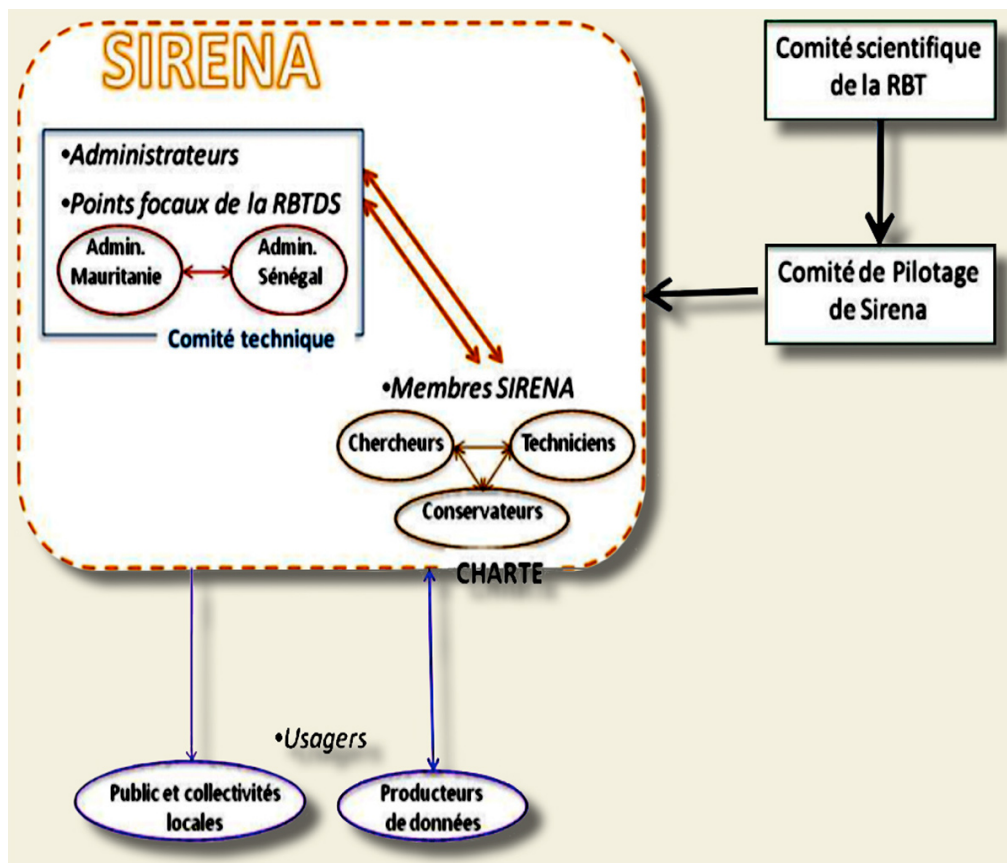 SIRENA
•Administrateurs
•Points focaux de la RBTDS
Admin.
Mauritanie
Admin.
Sénégal
Comité technique
•Membres SIRENA
Chercheurs
Techniciens
Conservateurs
CHARTE
Comité scientifique
de la RBT
Comité de Pilotage
de Sirena
•Usagers
Public et collectivités
locales
Producteurs
de données